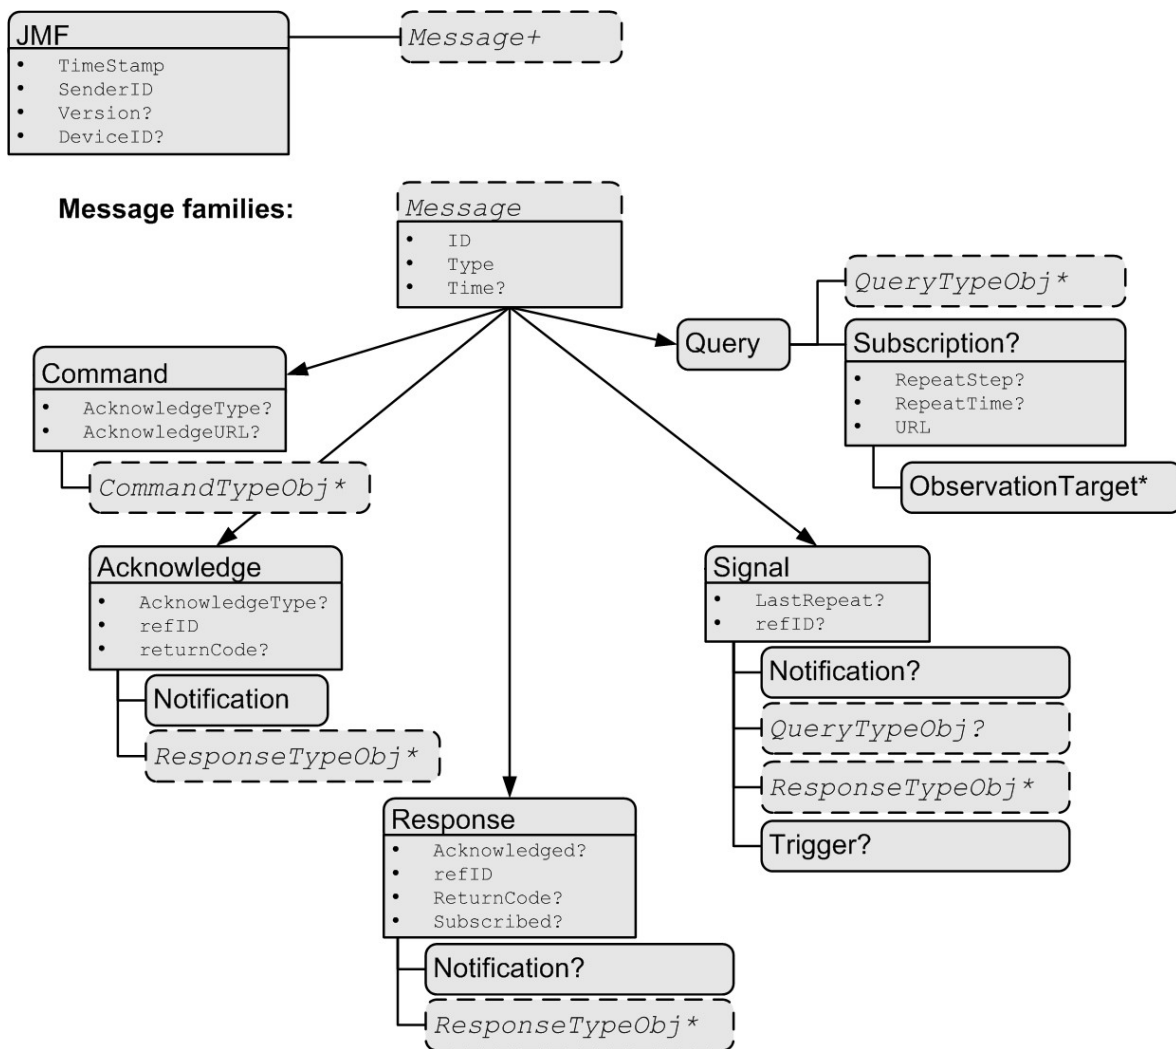 JMF
• TimeStamp
• SenderID
• Version?
• DeviceID?
Message+
Message families:
Message
• ID
• Type
• Time?
Query
QueryTypeObj*
Subscription?
• RepeatStep?
• RepeatTime?
• URL
ObservationTarget*
Command
• AcknowledgeType?
• AcknowledgeURL?
CommandTypeObj*
Acknowledge
• AcknowledgeType?
• refID
• returnCode?
Notification
ResponseTypeObj*
Signal
• LastRepeat?
• refID?
Notification?
QueryTypeObj?
ResponseTypeObj*
Trigger?
Response
• Acknowledged?
• refID
• ReturnCode?
• Subscribed?
Notification?
ResponseTypeObj*